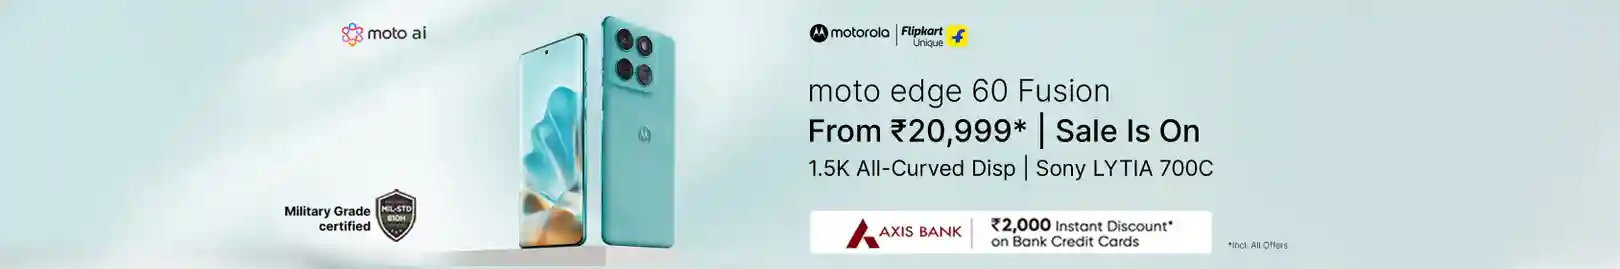 moto ai
motorola | Flipkart
Unique
moto edge 60 Fusion
From ₹20,999* | Sale Is On
1.5K All-Curved Disp | Sony LYTIA 700C
Military Grade
certified
MIL-STD
810H
AXIS BANK
₹2,000 Instant Discount*
on Bank Credit Cards
*Incl. All Offers